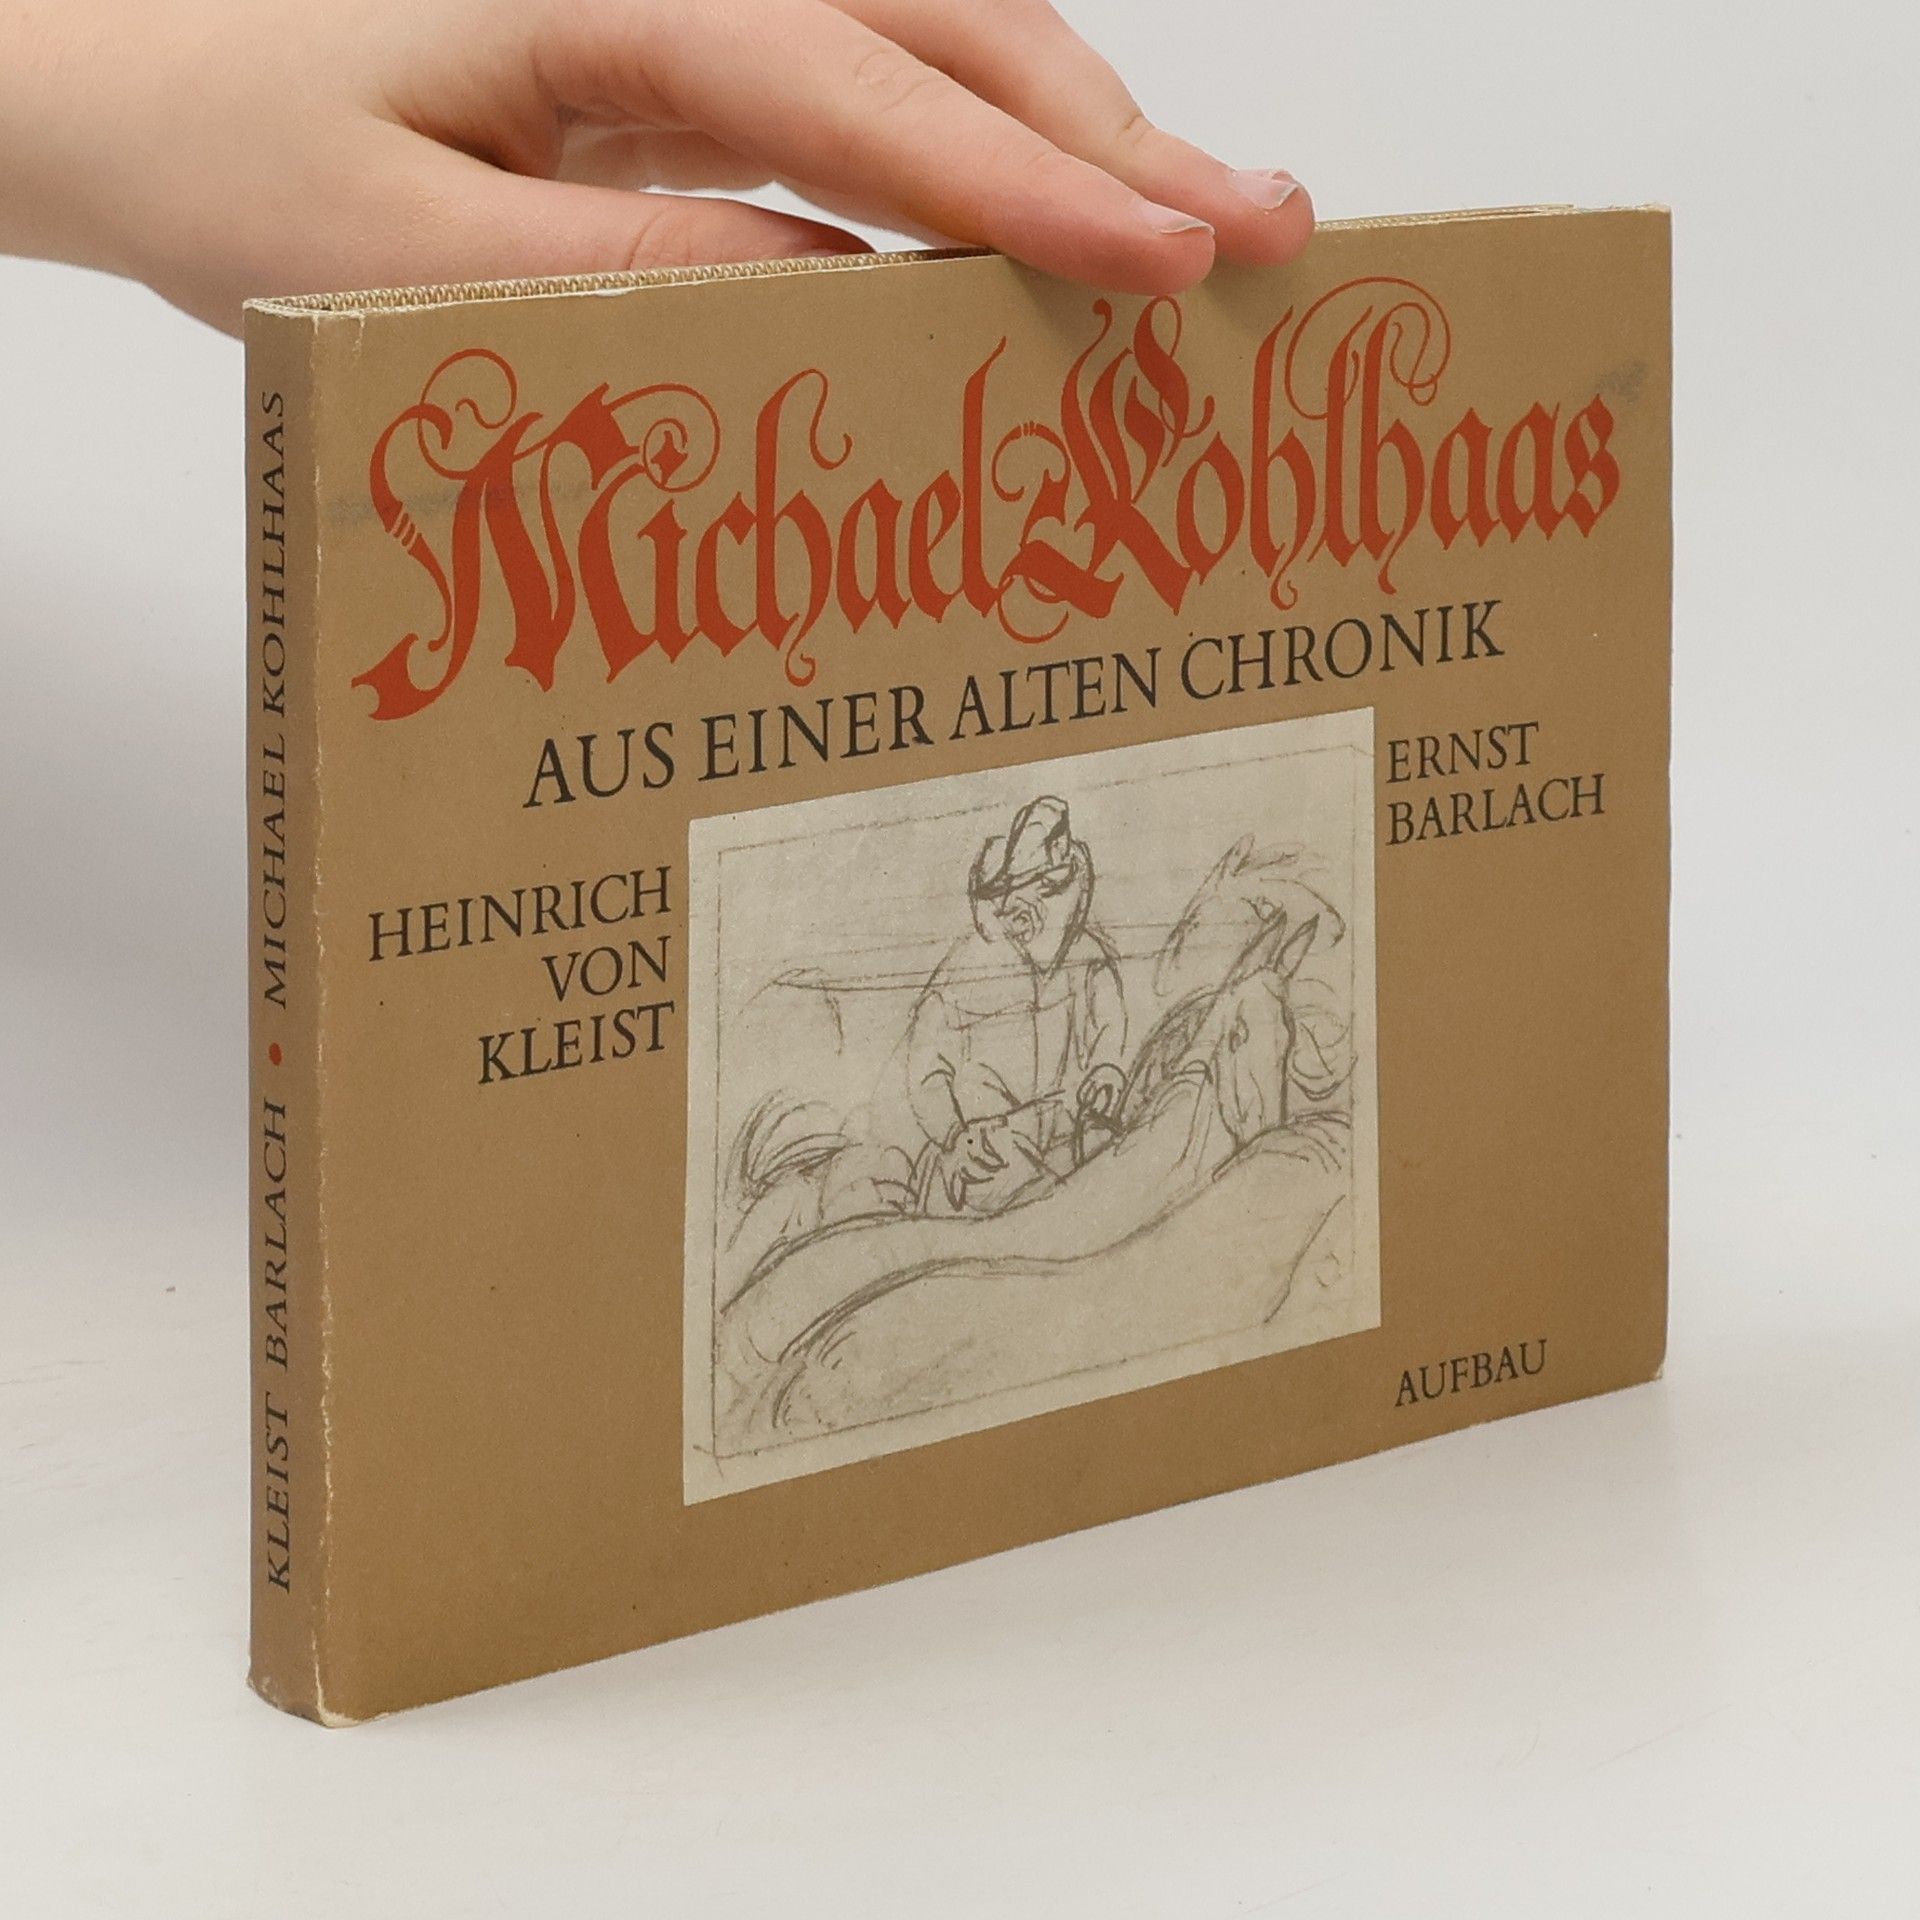 KLEIST BARLACH • MICHAEL KOHLHAAS
Michael Kohlhaas
AUS EINER ALTEN CHRONIK
HEINRICH
VON
KLEIST
ERNST
BARLACH
AUFBAU